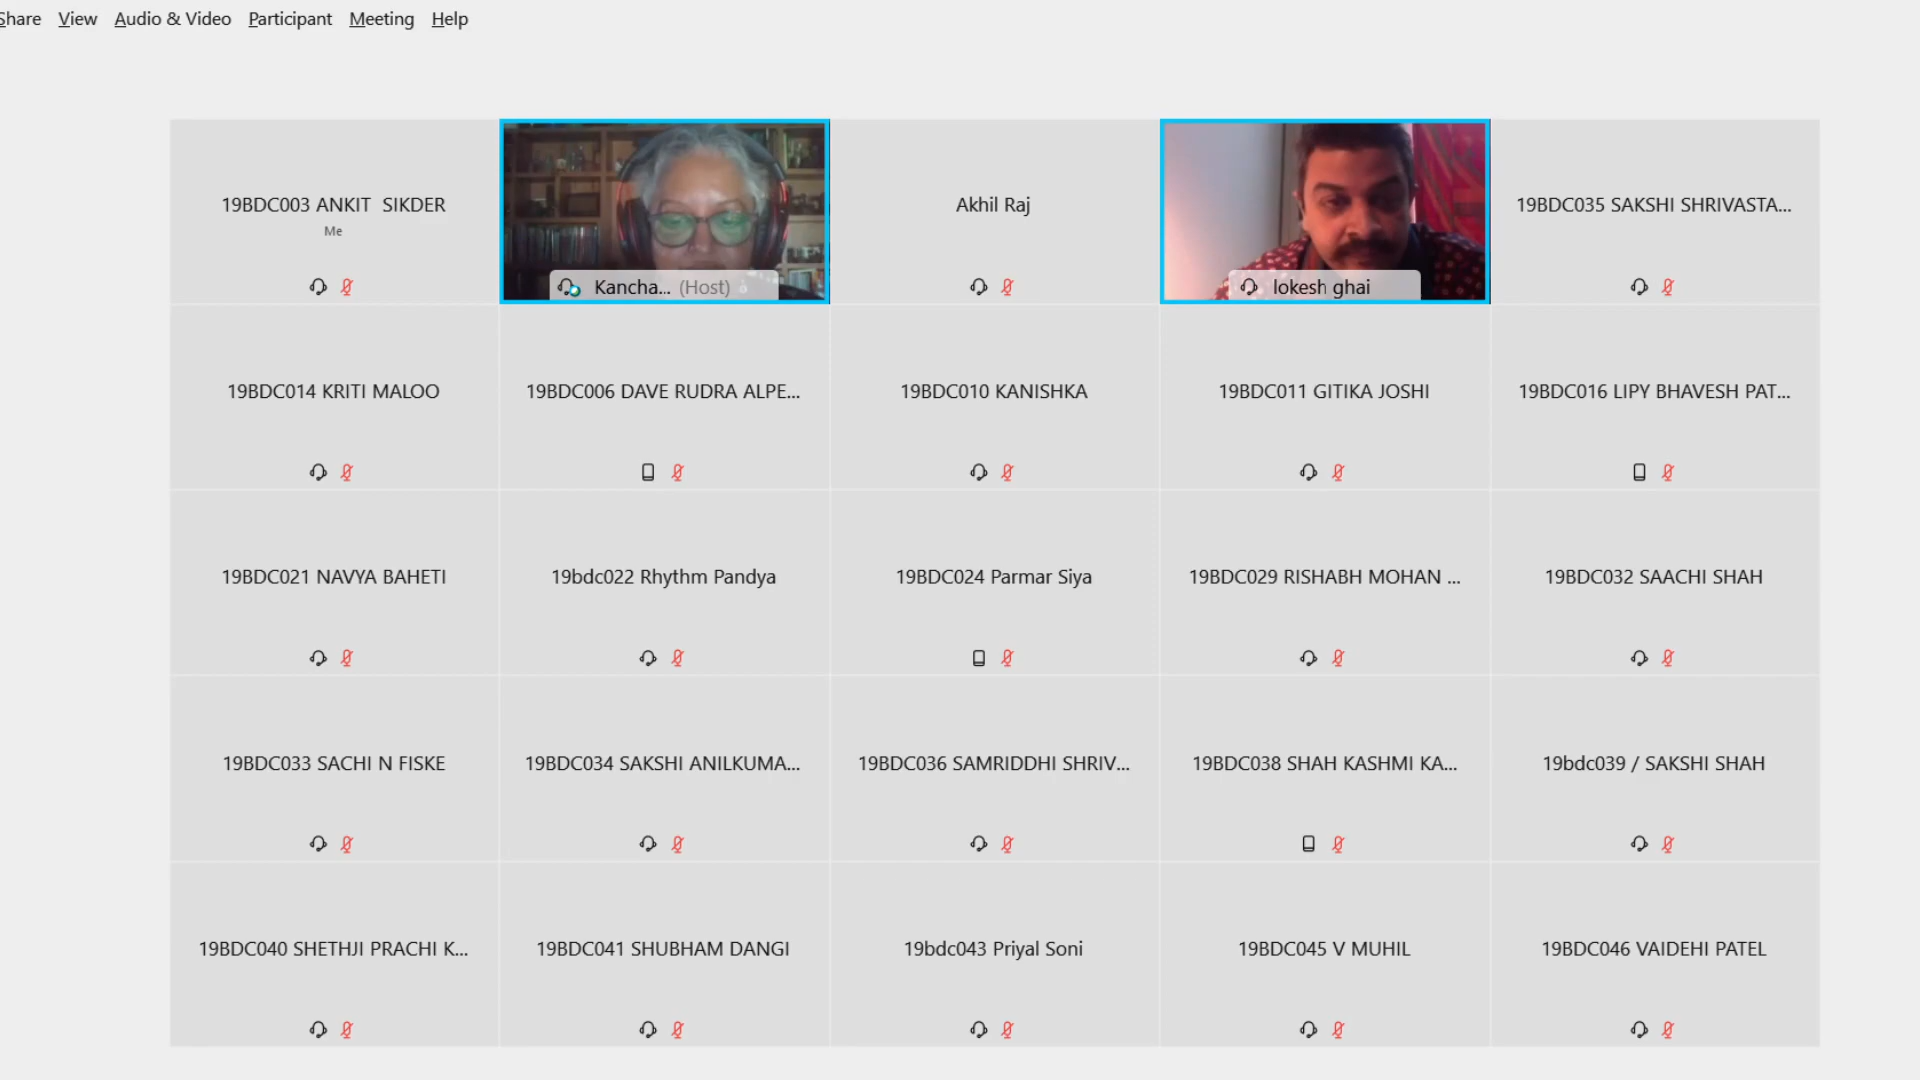 Share View Audio & Video Participant Meeting Help
19BDC003 ANKIT SIKDER
Me
Kancha... (Host)
Akhil Raj
lokesh ghai
19BDC035 SAKSHI SHRIVASTA...
19BDC014 KRITI MALOO
19BDC006 DAVE RUDRA ALPE...
19BDC010 KANISHKA
19BDC011 GITIKA JOSHI
19BDC016 LIPY BHAVESH PAT...
19BDC021 NAVYA BAHETI
19bdc022 Rhythm Pandya
19BDC024 Parmar Siya
19BDC029 RISHABH MOHAN ...
19BDC032 SAACHI SHAH
19BDC033 SACHI N FISKE
19BDC034 SAKSHI ANILKUMA...
19BDC036 SAMRIDDHI SHRIV...
19BDC038 SHAH KASHMI KA...
19bdc039 / SAKSHI SHAH
19BDC040 SHETHJI PRACHI K...
19BDC041 SHUBHAM DANGI
19bdc043 Priyal Soni
19BDC045 V MUHIL
19BDC046 VAIDEHI PATEL